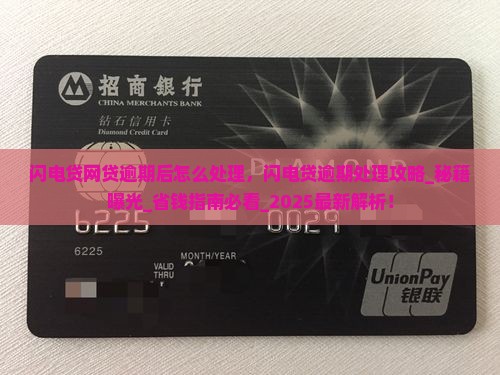 招商銀行
CHINA MERCHANTS BANK
钻石信用卡
Diamond Credit Card
DIAMOND
闪电贷网贷逾期后怎么处理，闪电贷逾期处理攻略_秘籍
曝光_省钱指南必看_2025最新解析！
6225 0029
6225
MONTH/YEAR
VALID
THRU
UnionPay
银联